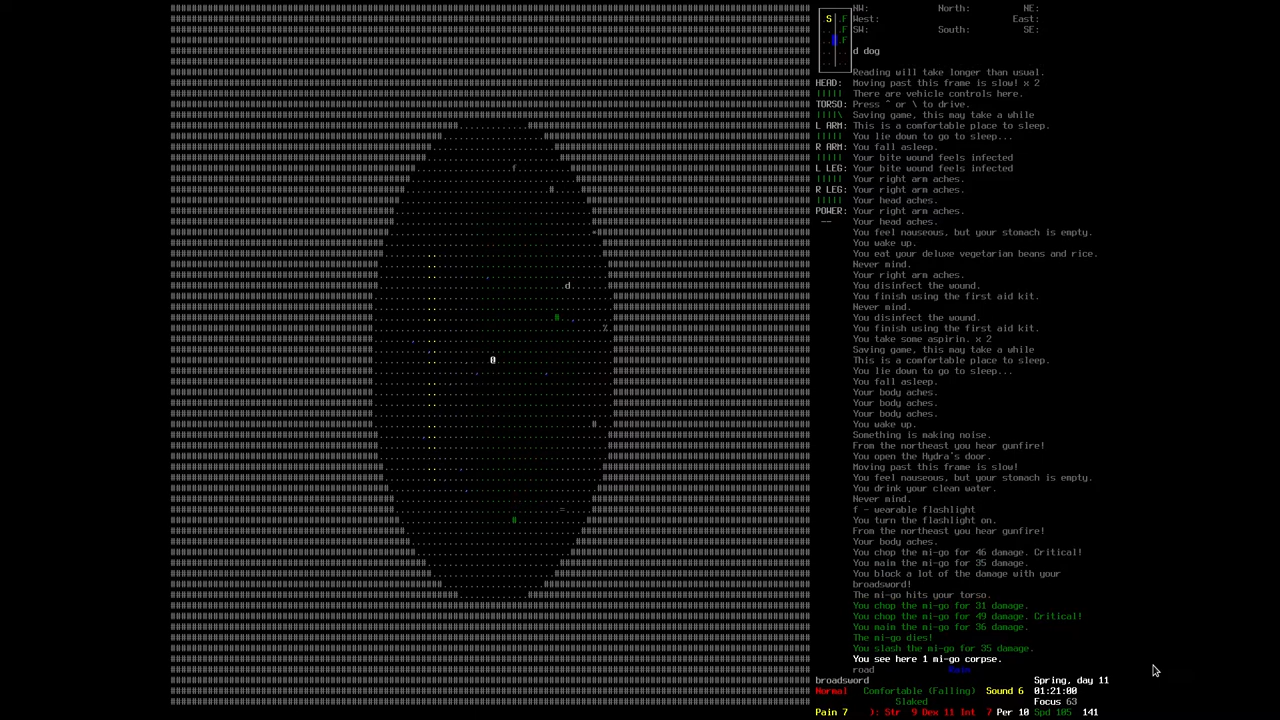 NW: North: NE:
S F West: East:
F SW: South: SE:
F
d dog
Reading will take longer than usual.
HEAD: Moving past this frame is slow! x 2
||||| There are vehicle controls here.
TORSO: Press ^ or \ to drive.
||||\ Saving game, this may take a while
L ARM: This is a comfortable place to sleep.
||||| You lie down to go to sleep...
R ARM: You fall asleep.
||||| Your bite wound feels infected
L LEG: Your bite wound feels infected
||||| Your right arm aches.
R LEG: Your right arm aches.
||||| Your head aches.
POWER: Your right arm aches.
-- Your head aches.
You feel nauseous, but your stomach is empty.
You wake up.
You eat your deluxe vegetarian beans and rice.
Never mind.
Your right arm aches.
You disinfect the wound.
You finish using the first aid kit.
Never mind.
You disinfect the wound.
You finish using the first aid kit.
You take some aspirin. x 2
Saving game, this may take a while
This is a comfortable place to sleep.
You lie down to go to sleep...
You fall asleep.
Your body aches.
Your body aches.
Your body aches.
You wake up.
Something is making noise.
From the northeast you hear gunfire!
You open the Hydra's door.
Moving past this frame is slow!
You feel nauseous, but your stomach is empty.
You drink your clean water.
Never mind.
f - wearable flashlight
You turn the flashlight on.
From the northeast you hear gunfire!
Your body aches.
You chop the mi-go for 46 damage. Critical!
You maim the mi-go for 35 damage.
You block a lot of the damage with your
broadsword!
The mi-go hits your torso.
You chop the mi-go for 31 damage.
You chop the mi-go for 49 damage. Critical!
You maim the mi-go for 36 damage.
The mi-go dies!
You slash the mi-go for 35 damage.
You see here 1 mi-go corpse.
road
broadsword Spring, day 11
Normal Comfortable (Falling) Sound 6 01:21:00
Slaked Focus 63
Pain 7 ): Str 9 Dex 11 Int 7 Per 10 Spd 105 141